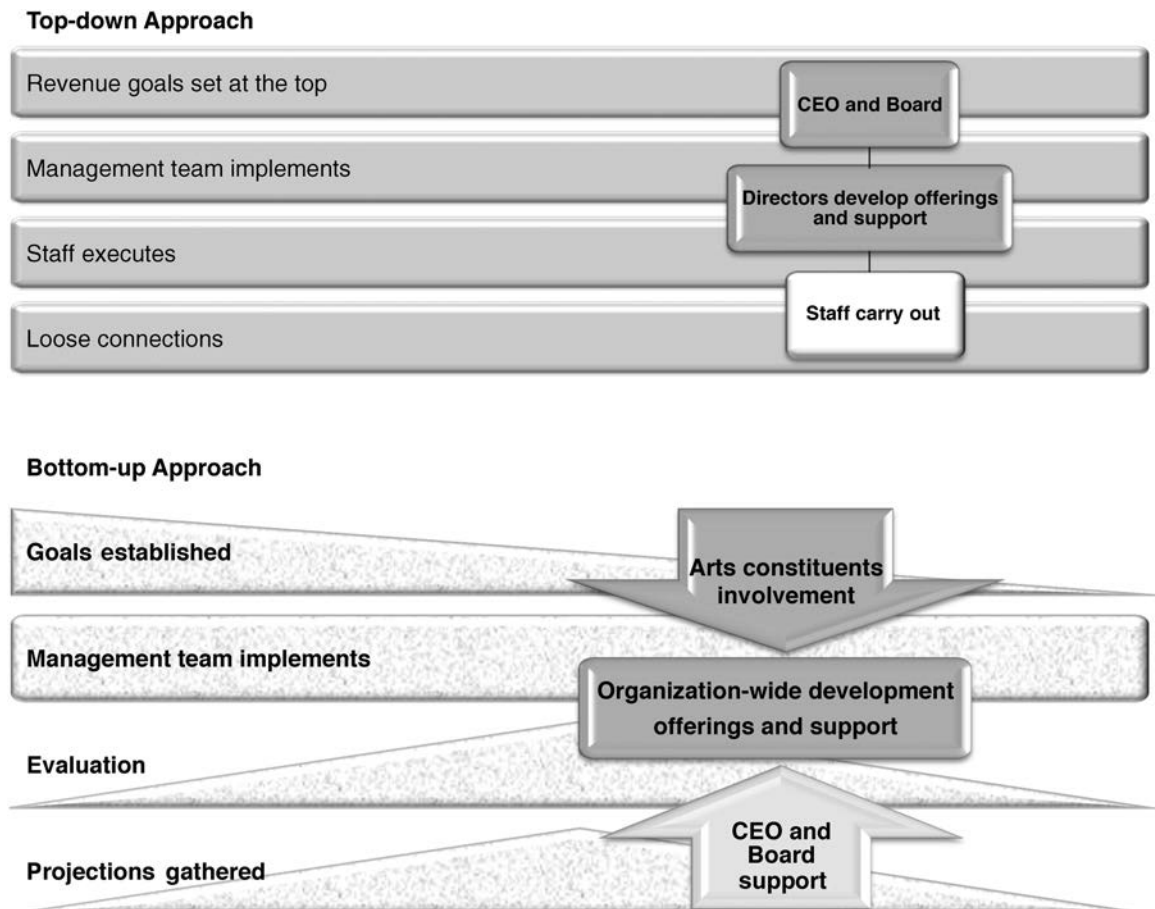 Top-down Approach
Revenue goals set at the top
CEO and Board
Management team implements
Directors develop offerings
and support
Staff executes
Staff carry out
Loose connections
Bottom-up Approach
Goals established
Arts constituents
involvement
Management team implements
Organization-wide development
offerings and support
Evaluation
CEO and
Board
support
Projections gathered